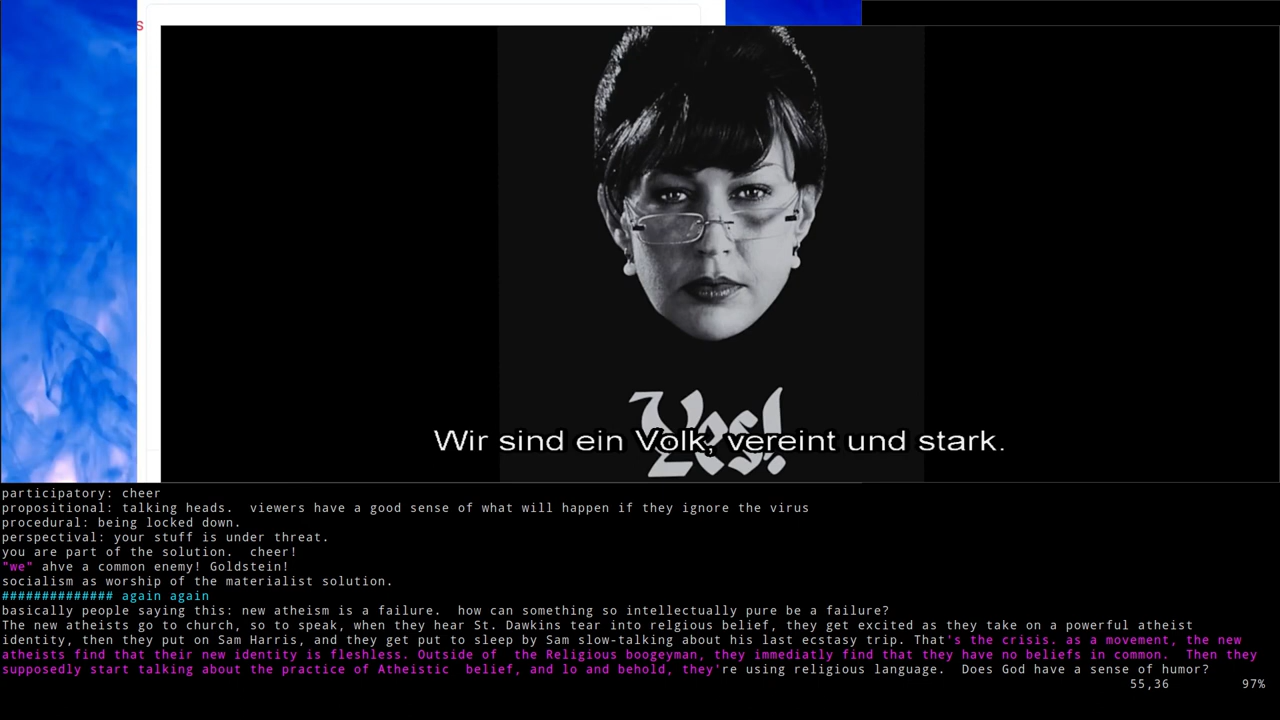 s
Yes!
Wir sind ein Volk, vereint und stark.
participatory: cheer
propositional: talking heads.  viewers have a good sense of what will happen if they ignore the virus
procedural: being locked down.
perspectival: your stuff is under threat.
you are part of the solution.  cheer!
"we" ahve a common enemy! Goldstein!
socialism as worship of the materialist solution.
############## again again
basically people saying this: new atheism is a failure.  how can something so intellectually pure be a failure?
The new atheists go to church, so to speak, when they hear St. Dawkins tear into relgious belief, they get excited as they take on a powerful atheist
identity, then they put on Sam Harris, and they get put to sleep by Sam slow-talking about his last ecstasy trip. That's the crisis. as a movement, the new
atheists find that their new identity is fleshless. Outside of  the Religious boogeyman, they immediatly find that they have no beliefs in common.  Then they
supposedly start talking about the practice of Atheistic  belief, and lo and behold, they're using religious language.  Does God have a sense of humor?
55,36 97%